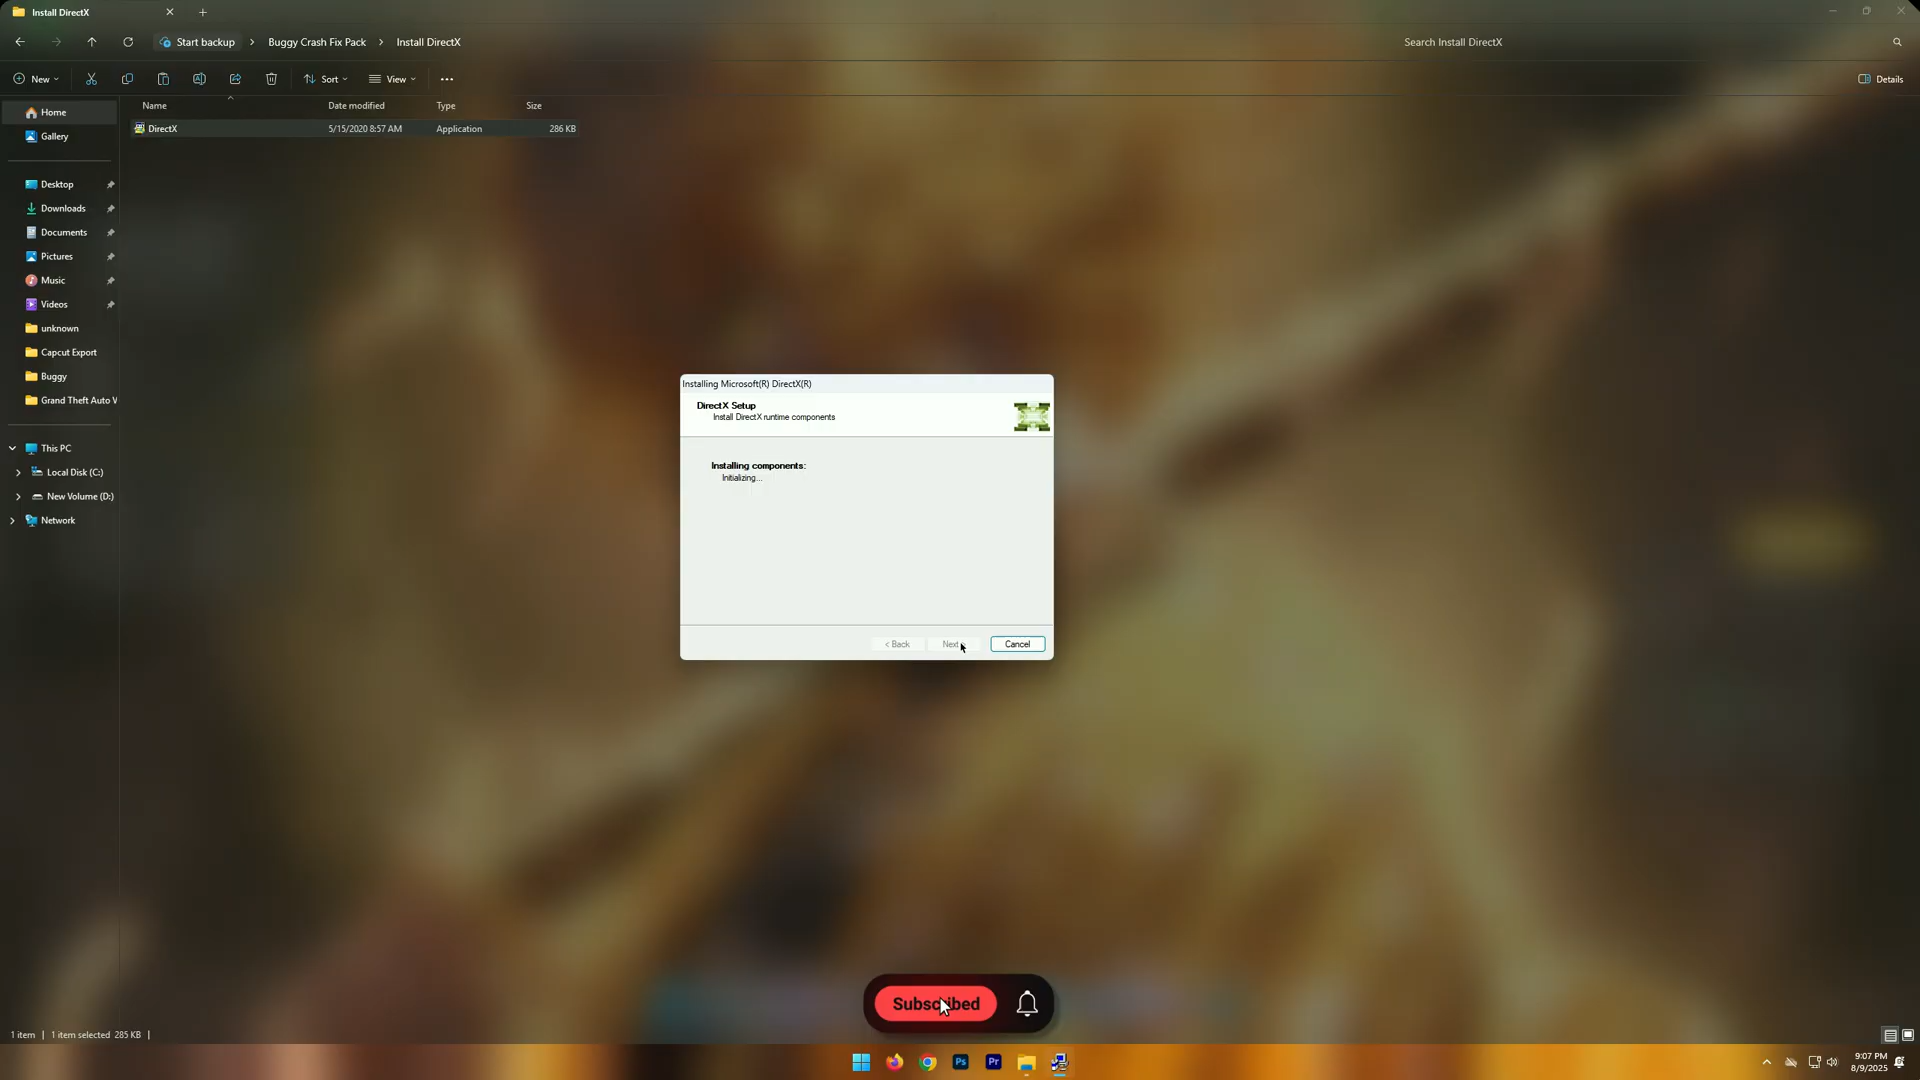 Install DirectX
Start backup
Buggy Crash Fix Pack
Install DirectX
Search Install DirectX
New
Sort
View
Details
Name
Date modified
Type
Size
DirectX
5/15/2020 8:57 AM
Application
286 KB
Home
Gallery
Desktop
Downloads
Documents
Pictures
Music
Videos
unknown
Capcut Export
Buggy
Grand Theft Auto V
This PC
Local Disk (C:)
New Volume (D:)
Network
Installing Microsoft(R) DirectX(R)
DirectX Setup
Install DirectX runtime components
Installing components:
Initializing...
< Back
Next
Cancel
Subscribed
1 item
1 item selected 285 KB
Ps
Pr
9:07 PM
8/9/2025